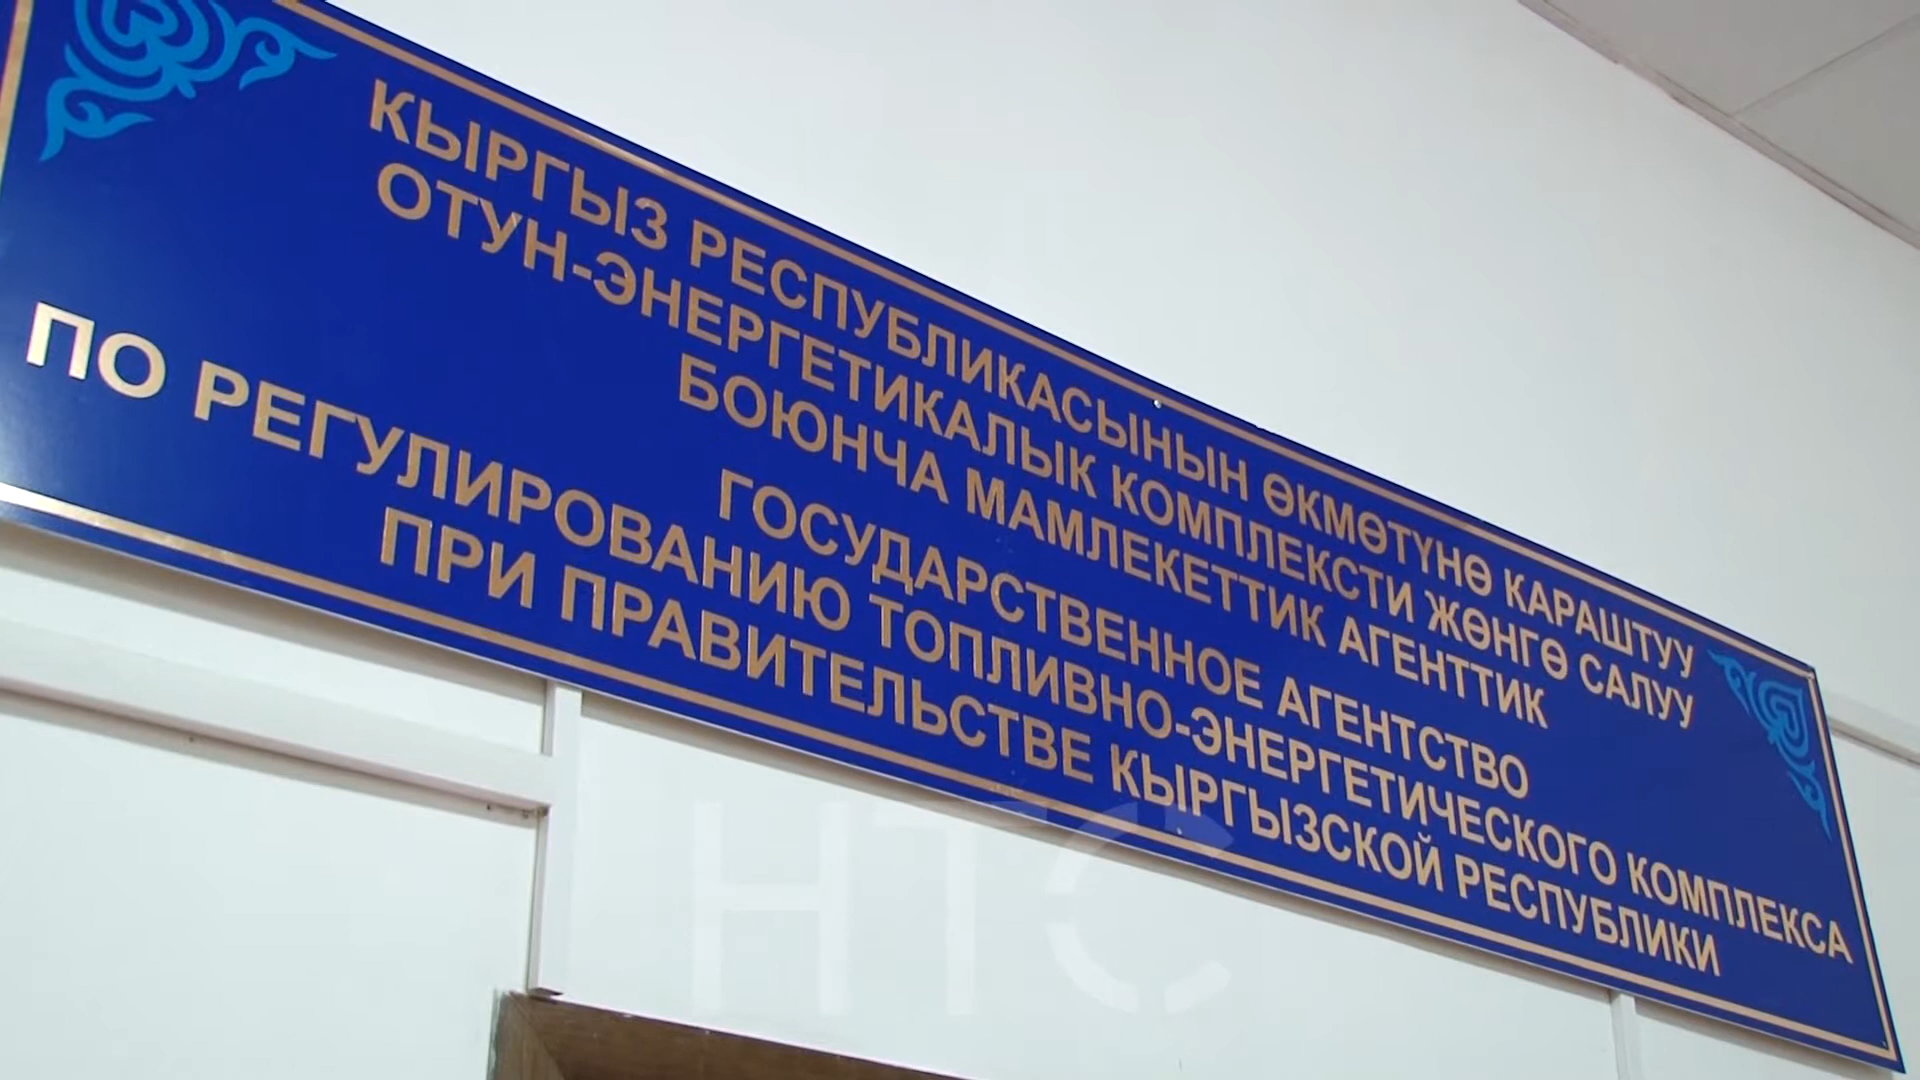 КЫРГЫЗ РЕСПУБЛИКАСЫНЫН ӨКМӨТҮНӨ КАРАШТУУ
ОТУН-ЭНЕРГЕТИКАЛЫК КОМПЛЕКСТИ ЖӨНГӨ САЛУУ
БОЮНЧА МАМЛЕКЕТТИК АГЕНТТИК
ГОСУДАРСТВЕННОЕ АГЕНТСТВО
ПО РЕГУЛИРОВАНИЮ ТОПЛИВНО-ЭНЕРГЕТИЧЕСКОГО КОМПЛЕКСА
ПРИ ПРАВИТЕЛЬСТВЕ КЫРГЫЗСКОЙ РЕСПУБЛИКИ
НТС